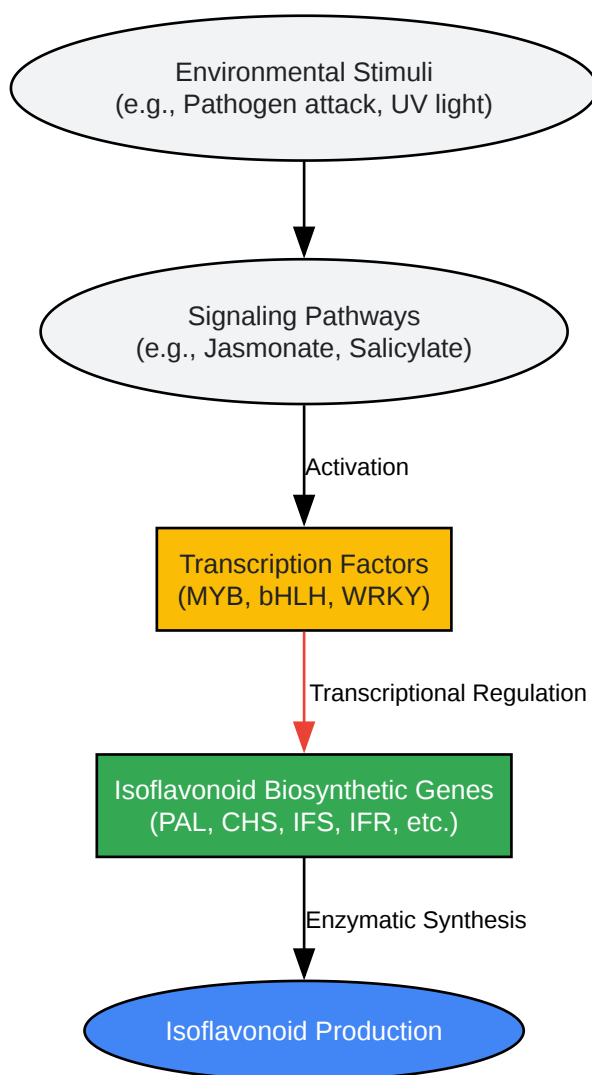 Environmental Stimuli
(e.g., Pathogen attack, UV light)
Signaling Pathways
(e.g., Jasmonate, Salicylate)
Activation
Transcription Factors
(MYB, bHLH, WRKY)
Transcriptional Regulation
Isoflavonoid Biosynthetic Genes
(PAL, CHS, IFS, IFR, etc.)
Enzymatic Synthesis
Isoflavonoid Production